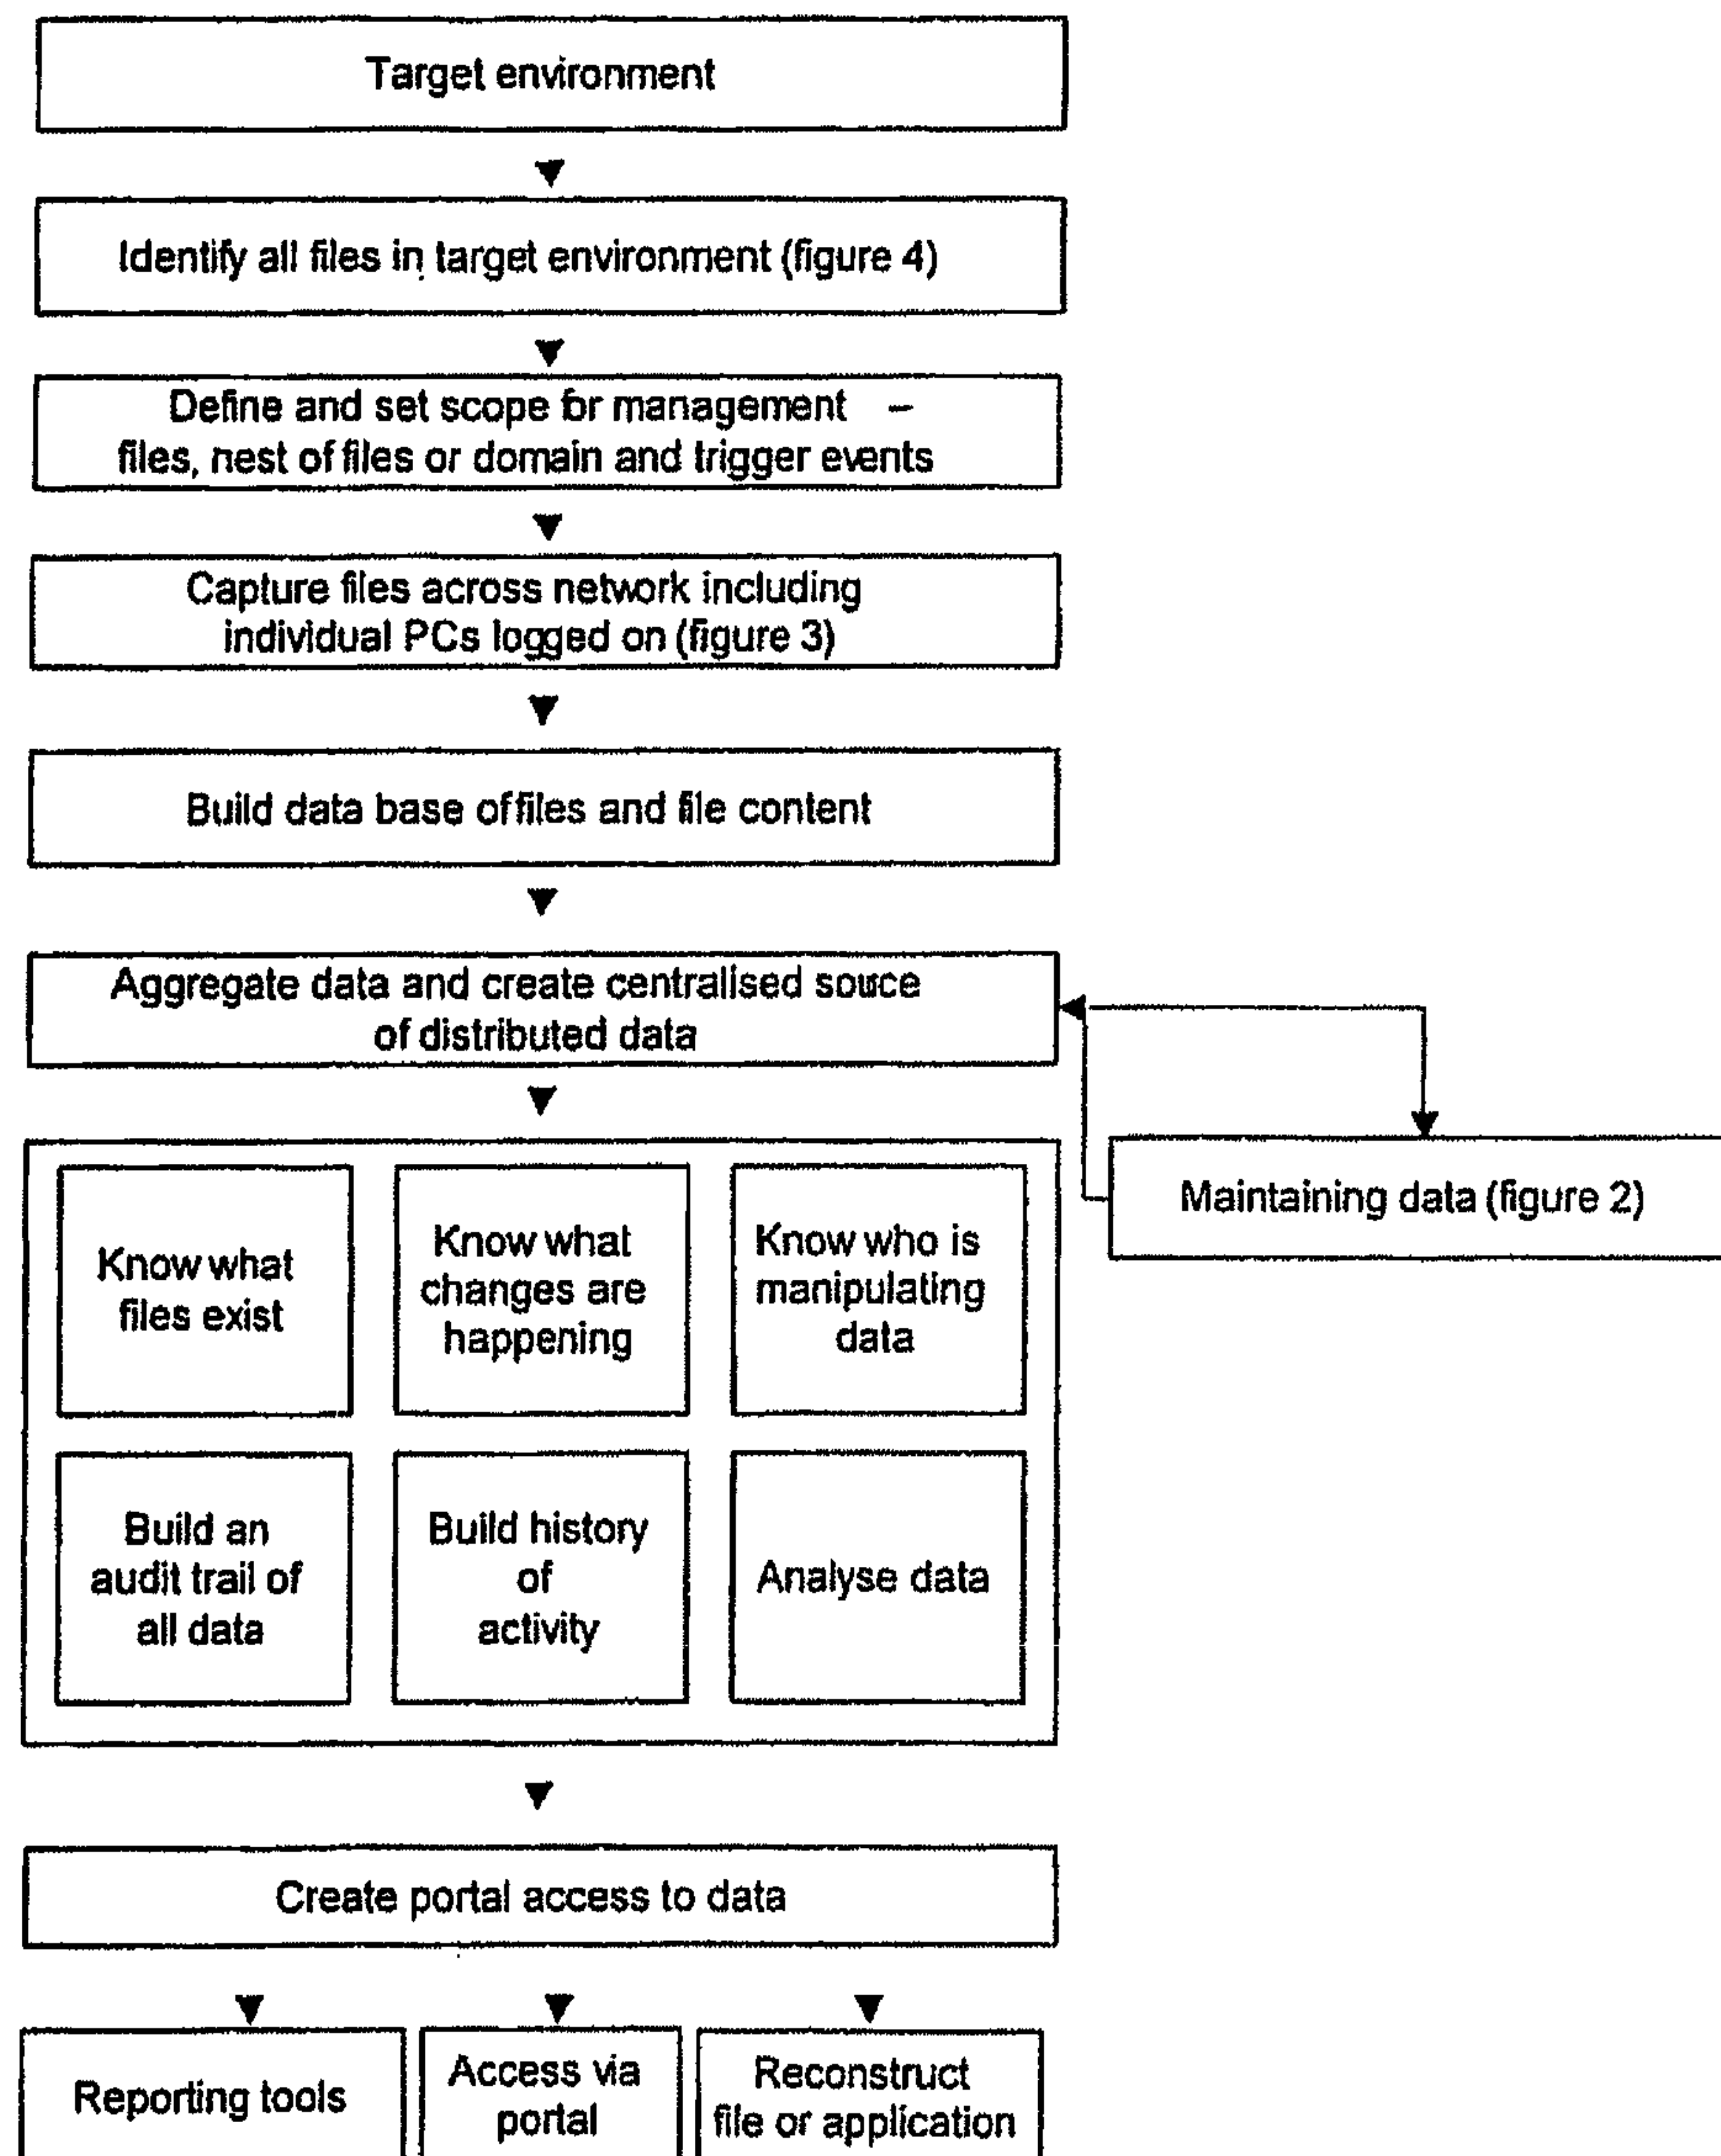 Target environment
Identify all files in target environment (figure 4)
Define and set scope for management –
files, nest of files or domain and trigger events
Capture files across network including
individual PCs logged on (figure 3)
Build data base of files and file content
Aggregate data and create centralised source
of distributed data
Maintaining data (figure 2)
Know what
files exist
Know what
changes are
happening
Know who is
manipulating
data
Build an
audit trail of
all data
Build history
of
activity
Analyse data
Create portal access to data
Reporting tools
Access via
portal
Reconstruct
file or application